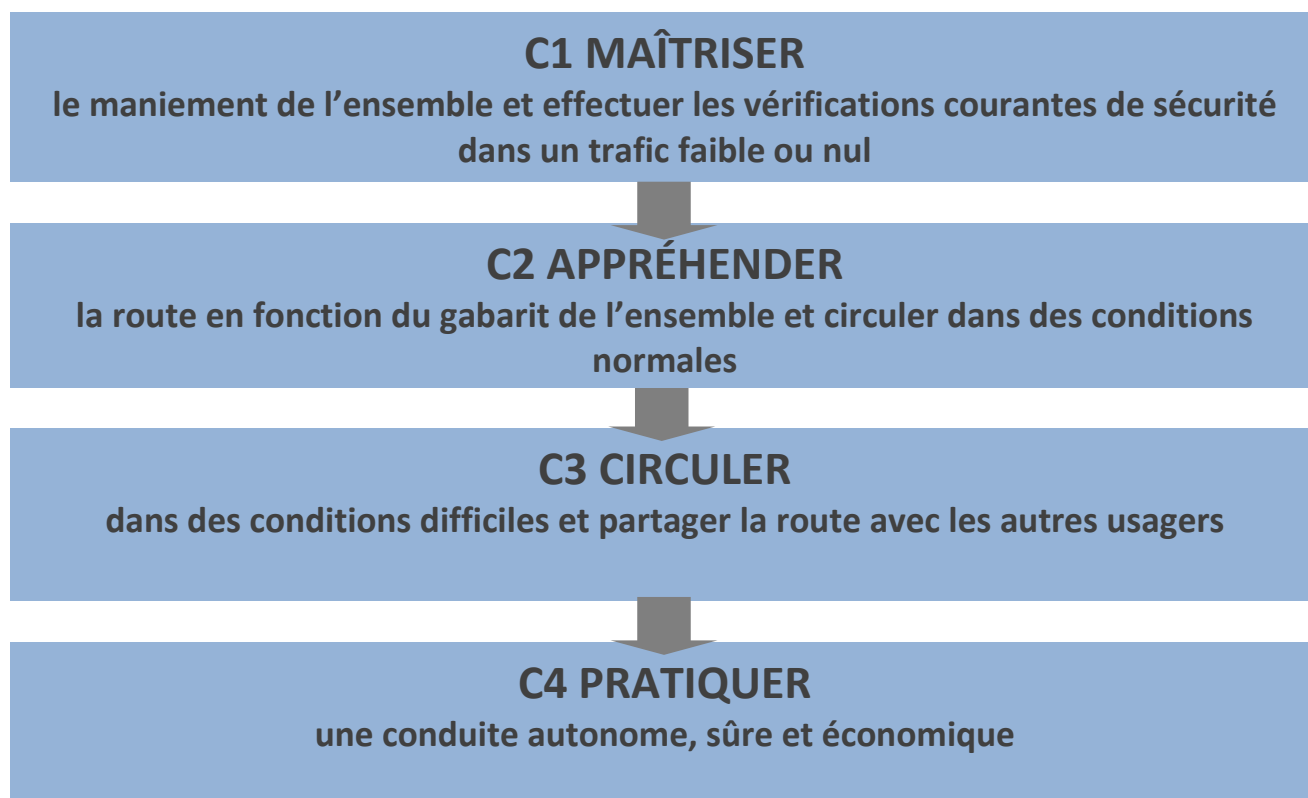 C1 MAÎTRISER
le maniement de l’ensemble et effectuer les vérifications courantes de sécurité
dans un trafic faible ou nul
C2 APPRÉHENDER
la route en fonction du gabarit de l’ensemble et circuler dans des conditions
normales
C3 CIRCULER
dans des conditions difficiles et partager la route avec les autres usagers
C4 PRATIQUER
une conduite autonome, sûre et économique